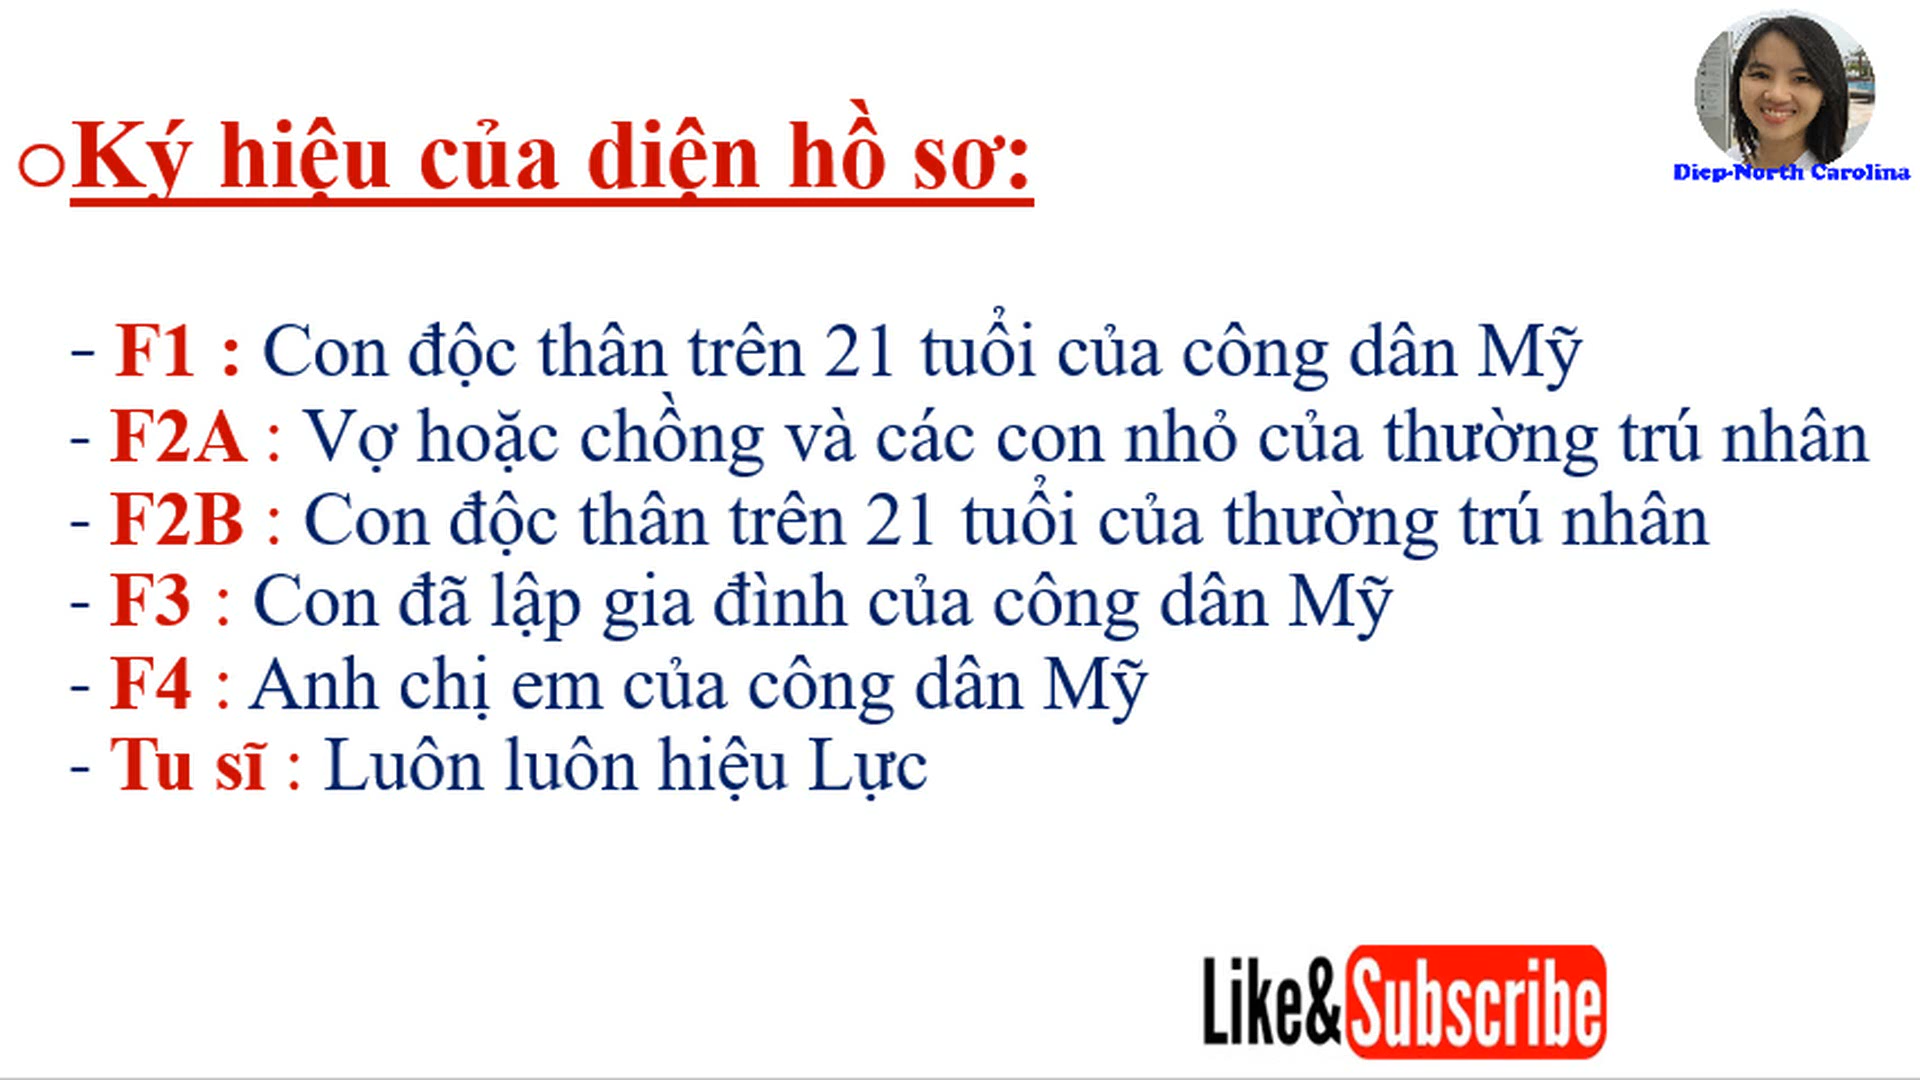 Diep-North Carolina
○Ký hiệu của diện hồ sơ:
- F1 : Con độc thân trên 21 tuổi của công dân Mỹ
- F2A : Vợ hoặc chồng và các con nhỏ của thường trú nhân
- F2B : Con độc thân trên 21 tuổi của thường trú nhân
- F3 : Con đã lập gia đình của công dân Mỹ
- F4 : Anh chị em của công dân Mỹ
- Tu sĩ : Luôn luôn hiệu Lực
Like&Subscribe